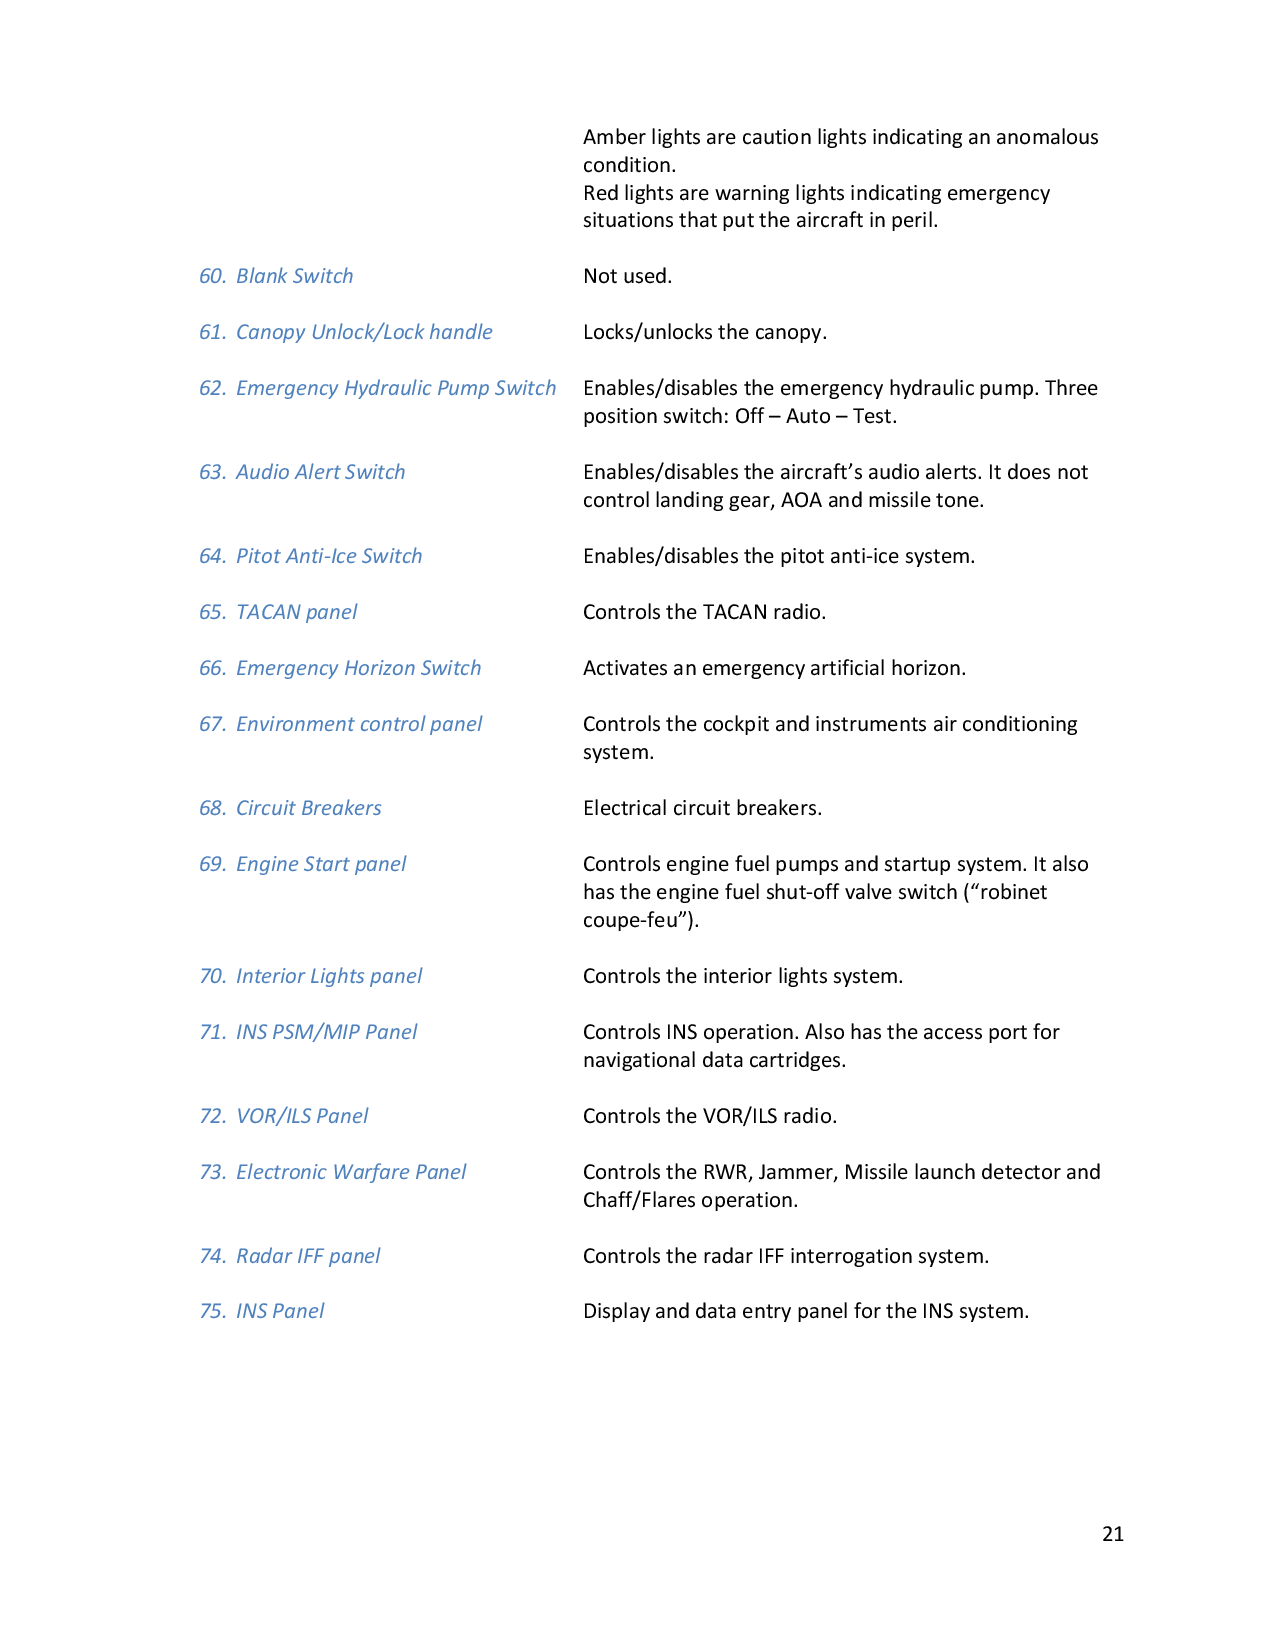 Amber lights are caution lights indicating an anomalous
condition.
Red lights are warning lights indicating emergency
situations that put the aircraft in peril.
60. Blank Switch Not used.
61. Canopy Unlock/Lock handle Locks/unlocks the canopy.
62. Emergency Hydraulic Pump Switch Enables/disables the emergency hydraulic pump. Three
position switch: Off – Auto – Test.
63. Audio Alert Switch Enables/disables the aircraft’s audio alerts. It does not
control landing gear, AOA and missile tone.
64. Pitot Anti-Ice Switch Enables/disables the pitot anti-ice system.
65. TACAN panel Controls the TACAN radio.
66. Emergency Horizon Switch Activates an emergency artificial horizon.
67. Environment control panel Controls the cockpit and instruments air conditioning
system.
68. Circuit Breakers Electrical circuit breakers.
69. Engine Start panel Controls engine fuel pumps and startup system. It also
has the engine fuel shut-off valve switch (“robinet
coupe-feu”).
70. Interior Lights panel Controls the interior lights system.
71. INS PSM/MIP Panel Controls INS operation. Also has the access port for
navigational data cartridges.
72. VOR/ILS Panel Controls the VOR/ILS radio.
73. Electronic Warfare Panel Controls the RWR, Jammer, Missile launch detector and
Chaff/Flares operation.
74. Radar IFF panel Controls the radar IFF interrogation system.
75. INS Panel Display and data entry panel for the INS system.
21